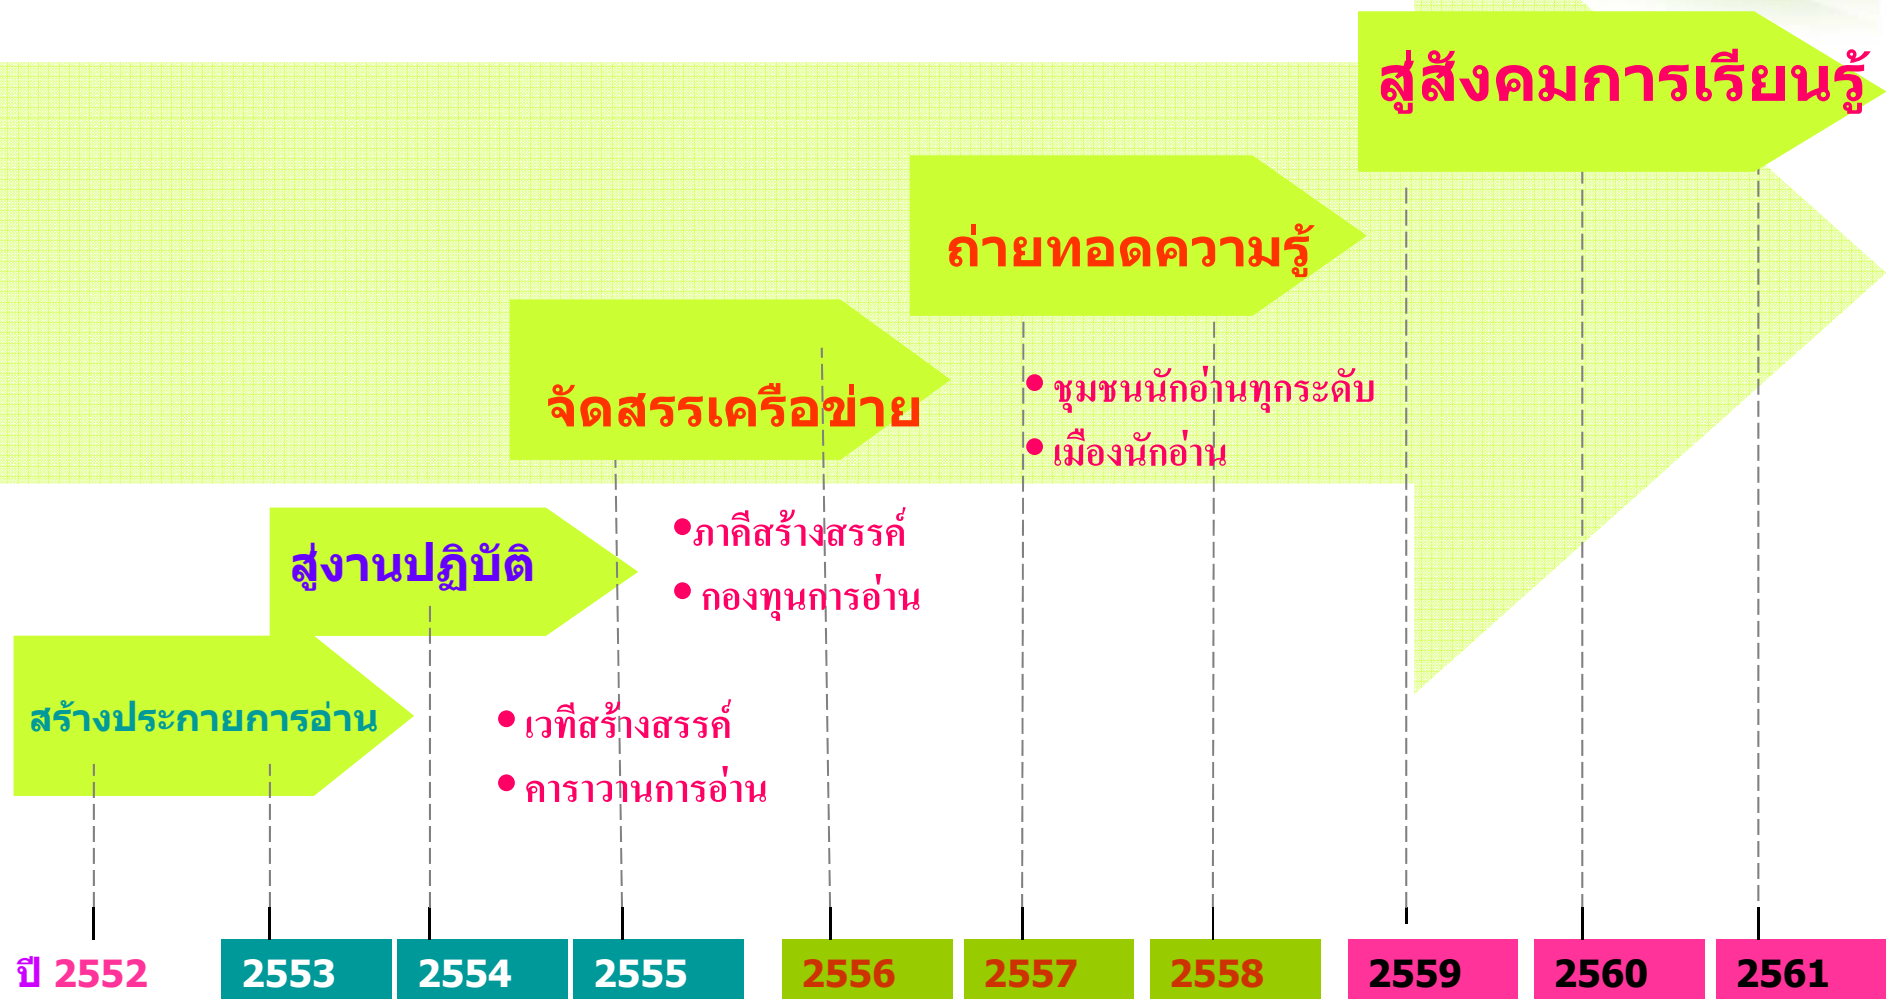 สู่สังคมการเรียนรู้
ถ่ายทอดความรู้
• ชุมชนนักอ่านทุกระดับ
• เมืองนักอ่าน
จัดสรรเครือข่าย
•ภาคีสร้างสรรค์
• กองทุนการอ่าน
สู่งานปฏิบัติ
• เวทีสร้างสรรค์
• คาราวานการอ่าน
สร้างประกายการอ่าน
ปี 2552 2553 2554 2555 2556 2557 2558 2559 2560 2561